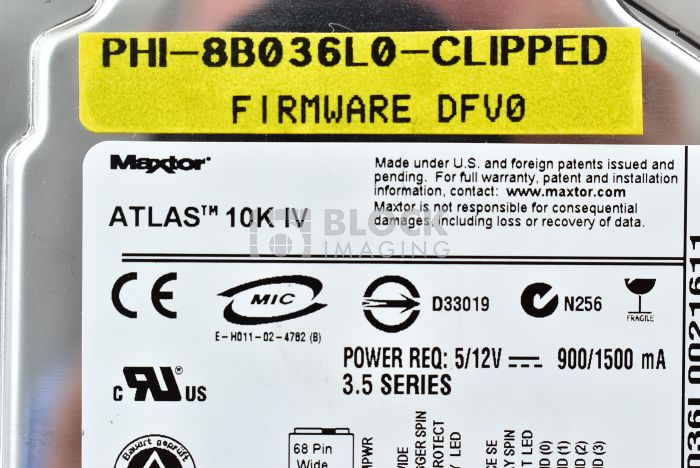 PHI-8B036L0-CLIPPED
FIRMWARE DFV0
Maxtor
Made under U.S. and foreign patents issued and
pending. For full warranty, patent and installation
information, contact: www.maxtor.com
Maxtor is not responsible for consequential
damages, including loss or recovery of data.
ATLAS™ 10K IV
BLOCK
IMAGING
CE
MIC
E-H011-02-4782 (B)
D33019
N256
FRAGILE
POWER REQ: 5/12V 900/1500 mA
3.5 SERIES
c RU US
Bauart geprüft
68 Pin
Wide